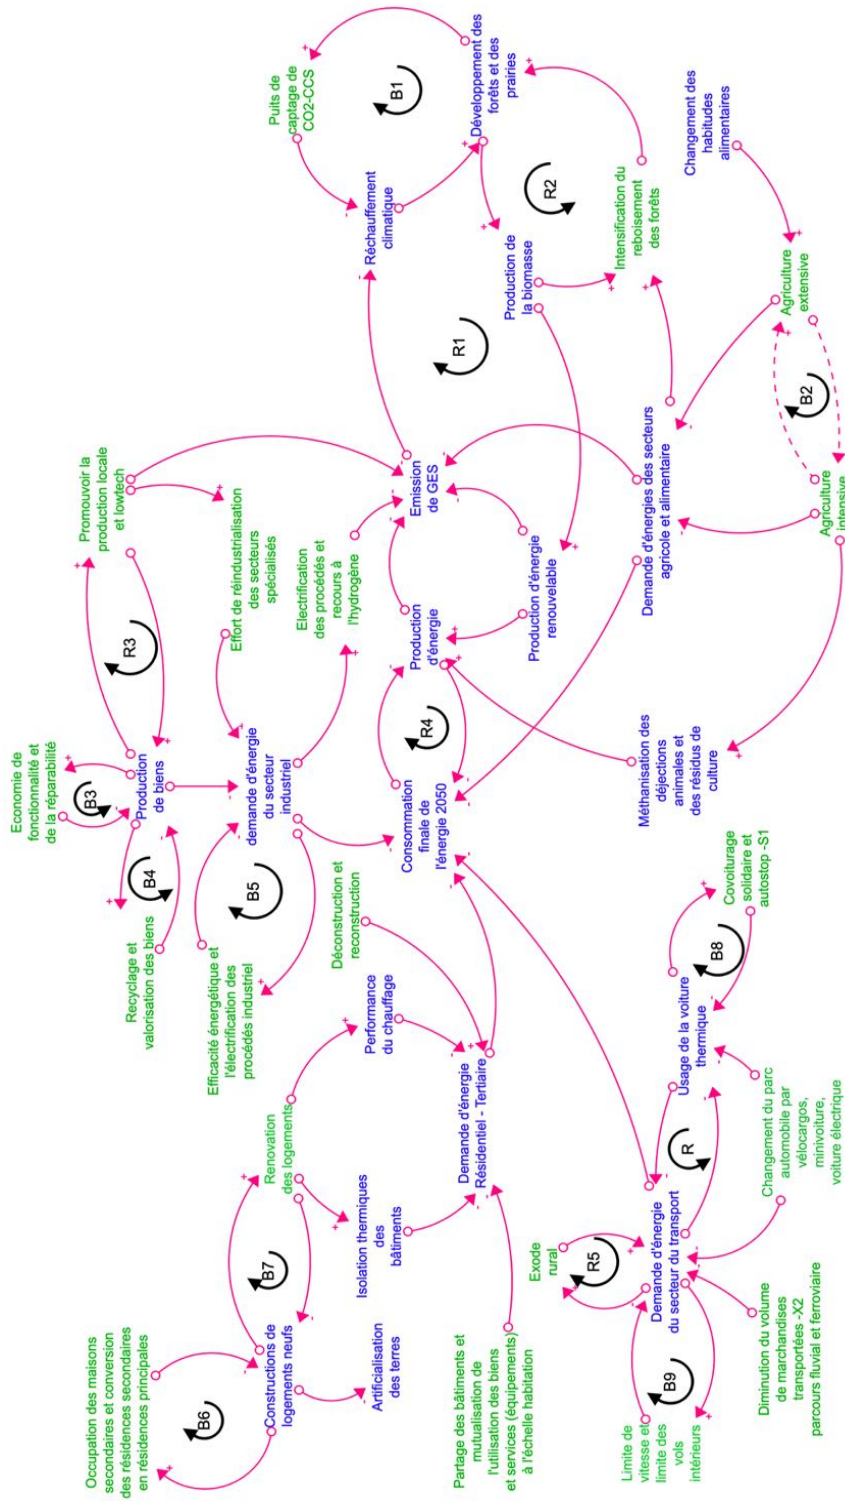 Occupation des maisons
secondaires et conversion
des résidences secondaires
en résidences principales
B6
Constructions de
logements neufs
B7
Renovation
des logements
Artificialisation
des terres
Isolation thermiques
des
bâtiments
Performance
du chauffage
Déconstruction et
reconstruction
Partage des bâtiments et
mutualisation de
l'utilisation des biens
et services (équipements)
à l'échelle habitation
Demande d'énergie
Résidentiel - Tertiaire
Limite de
vitesse et
limite des
vols
intérieurs
B9
Exode
rural
R5
Demande d'énergie
du secteur du transport
Diminution du volume
de marchandises
transportées -X2
parcours fluvial et ferroviaire
R
Usage de la voiture
thermique
Changement du parc
automobile par
vélocargos,
minivoiture,
voiture électrique
B8
Covoiturage
solidaire et
autostop -S1
Economie de
fonctionnalité et
de la réparabilité
B3
Recyclage et
valorisation des biens
B4
Production
de biens
R3
Promouvoir la
production locale
et lowtech
Efficacité énergétique et
l'électrification des
procédés industriel
B5
demande d'énergie
du secteur
industriel
Effort de réindustrialisation
des secteurs
spécialisés
Electrification
des procédés et
recours à
l'hydrogène
Consommation
finale de
l'énergie 2050
R4
Production
d'énergie
Emission
de GES
Production d'énergie
renouvelable
Méthanisation des
déjections
animales et
des résidus de
culture
Demande d'énergies des secteurs
agricole et alimentaire
Agriculture
intensive
B2
Agriculture
extensive
Changement des
habitudes
alimentaires
R1
Réchauffement
climatique
Puits de
captage de
CO2-CCS
B1
Développement des
forêts et des
prairies
Production de
la biomasse
R2
Intensification du
reboisement
des forêts